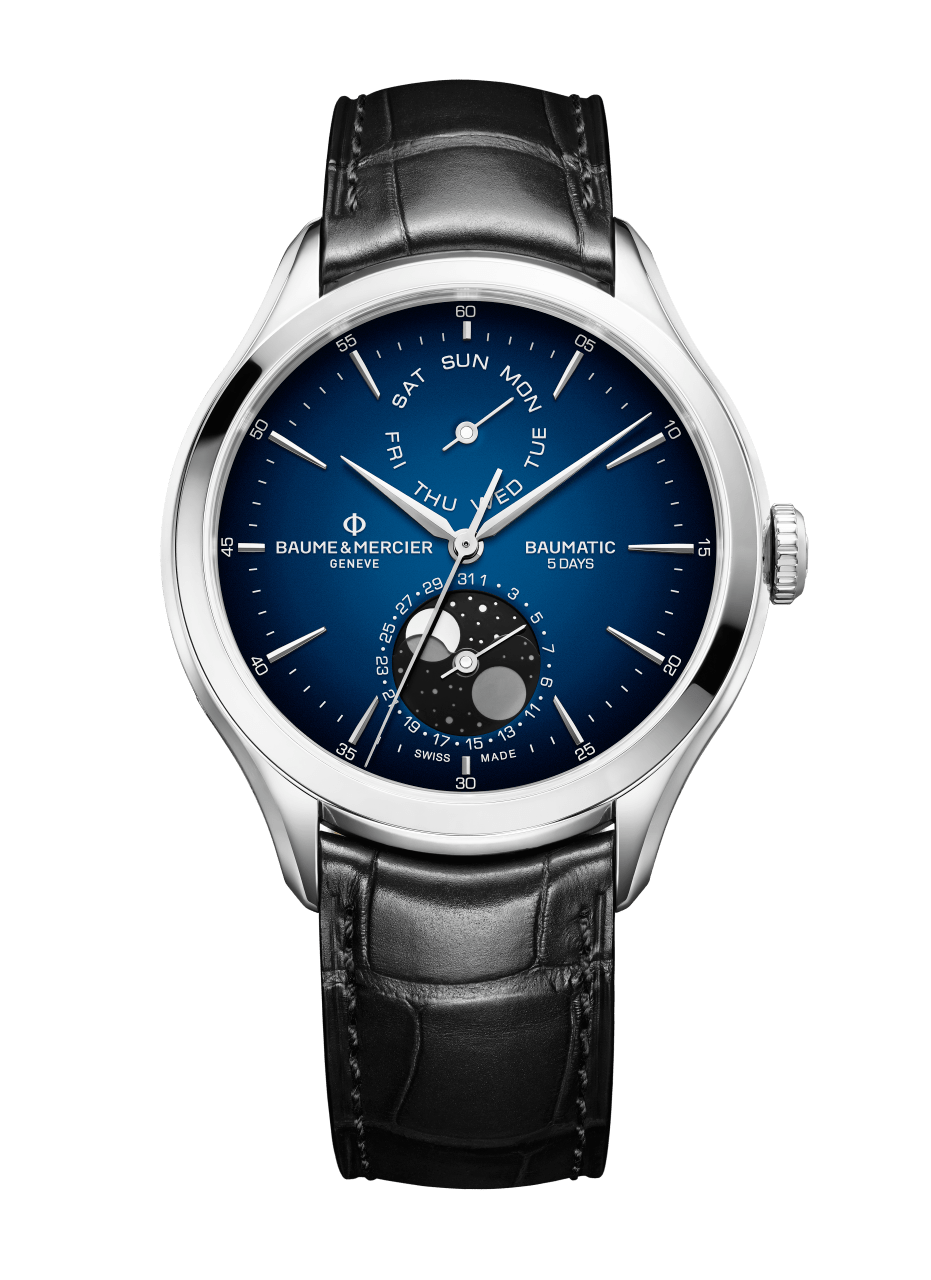 60
05
10
15
20
25
30
35
40
45
50
55
SUN
MON
TUE
WED
THU
FRI
SAT
BAUME & MERCIER
GENEVE
BAUMATIC
5 DAYS
31 1 · 3 · 5 · 7 · 9 · 11 · 13 · 15 · 17 · 19 · 21 · 23 · 25 · 27 · 29 ·
SWISS MADE